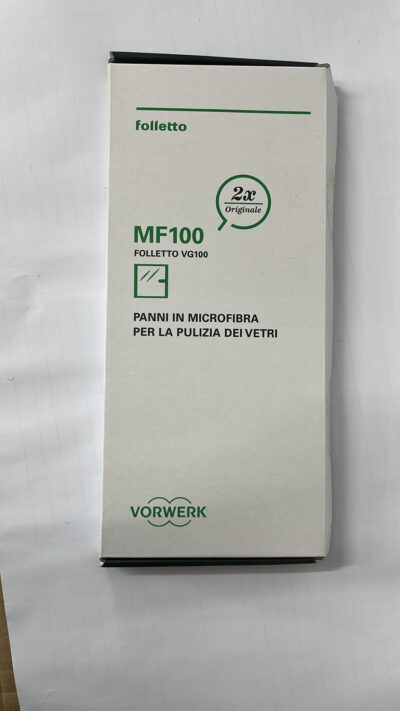 folletto
2x
Originale
MF100
FOLLETTO VG100
PANNI IN MICROFIBRA
PER LA PULIZIA DEI VETRI
VORWERK